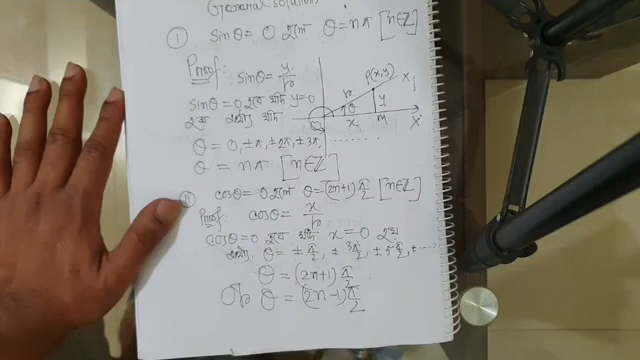 General Solution
① sinθ = 0 হলে θ = nπ [n∈Z]
Proof: sinθ = y/r
P(x,y) X₁
sinθ = 0 হবে যদি y = 0
r y θ
O x M X
হয় অর্থাৎ যদি
θ = 0, ±π, ±2π, ±3π, ........
θ = nπ [n∈Z]
② cosθ = 0 হলে θ = (2n+1)π/2 [n∈Z]
Proof: cosθ = x/r
cosθ = 0 হবে যদি x = 0 হয়
অর্থাৎ, θ = ±π/2, ±3π/2, ±5π/2, ±....
θ = (2n+1)π/2
Or θ = (2n-1)π/2